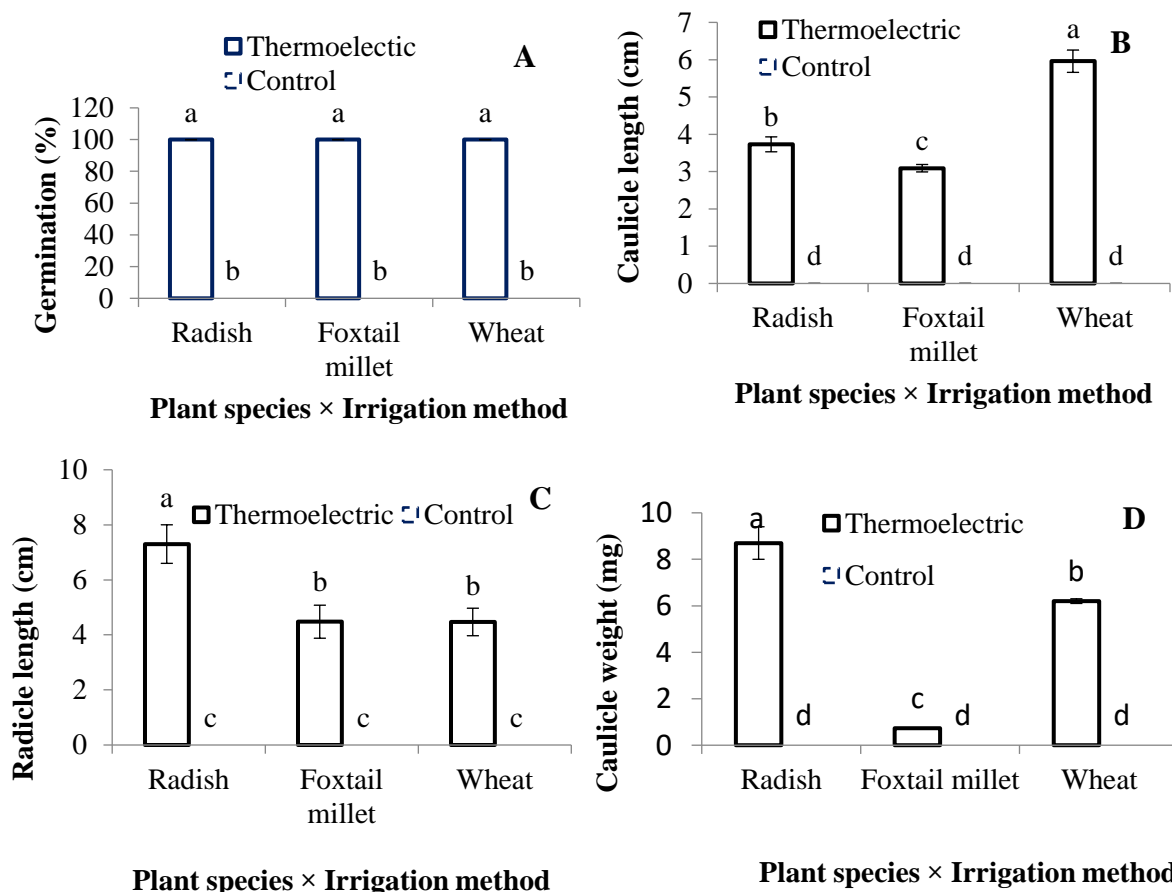 Thermoelectic
Control
A
Germination (%)
120
100
80
60
40
20
0
a
a
a
b
b
b
Radish
Foxtail
millet
Wheat
Plant species × Irrigation method
Thermoelectric
Control
B
Caulicle length (cm)
7
6
5
4
3
2
1
0
b
c
a
d
d
d
Radish
Foxtail
millet
Wheat
Plant species × Irrigation method
Thermoelectric Control
C
Radicle length (cm)
10
8
6
4
2
0
a
b
b
c
c
c
Radish
Foxtail
millet
Wheat
Plant species × Irrigation method
Thermoelectric
Control
D
Caulicle weight (mg)
10
8
6
4
2
0
a
c
b
d
d
d
Radish
Foxtail millet
Wheat
Plant species × Irrigation method